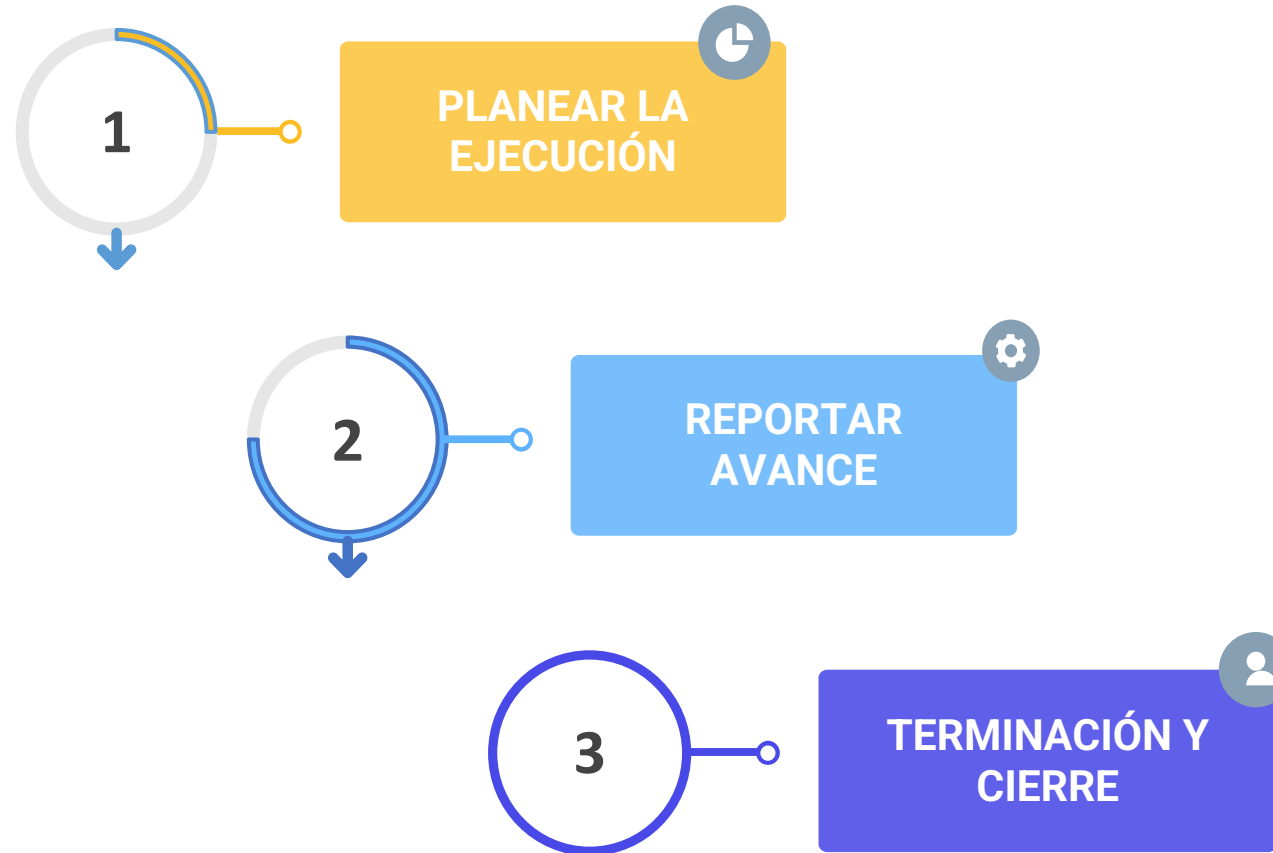 1
PLANEAR LA
EJECUCIÓN
2
REPORTAR
AVANCE
3
TERMINACIÓN Y
CIERRE